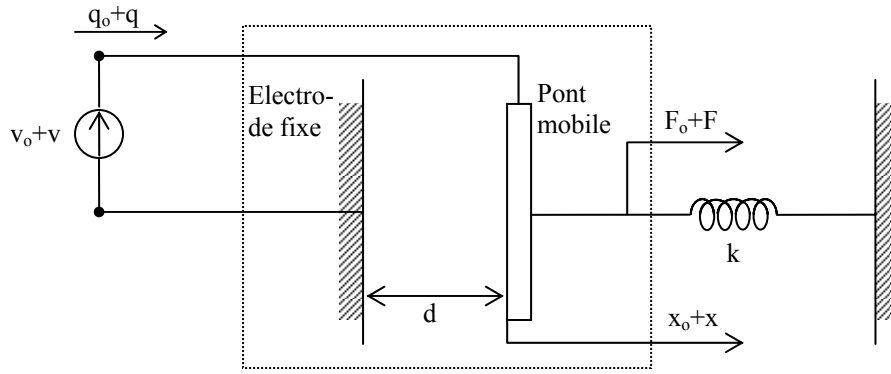 qo+q
Electro-
de fixe
Pont
mobile
Fo+F
vo+v
k
d
xo+x